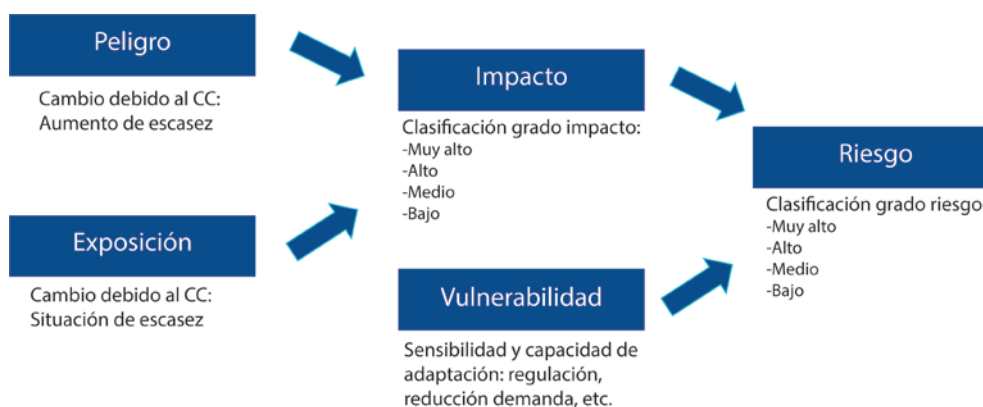 Peligro
Cambio debido al CC:
Aumento de escasez
Exposición
Cambio debido al CC:
Situación de escasez
Impacto
Clasificación grado impacto:
-Muy alto
-Alto
-Medio
-Bajo
Vulnerabilidad
Sensibilidad y capacidad de
adaptación: regulación,
reducción demanda, etc.
Riesgo
Clasificación grado riesgo
-Muy alto
-Alto
-Medio
-Bajo